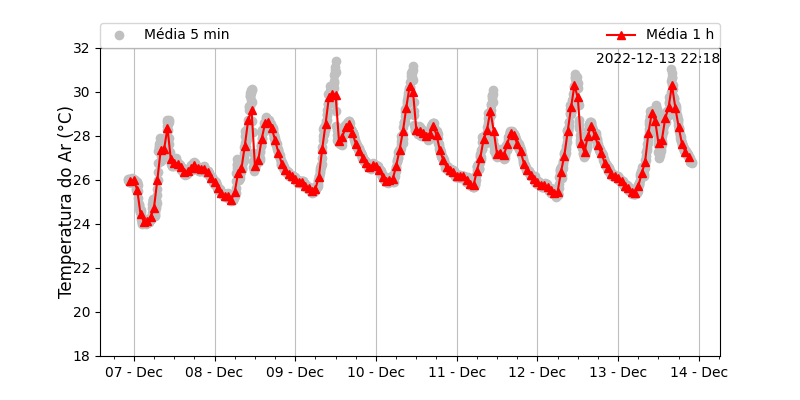 Média 5 min
Média 1 h
2022-12-13 22:18
Temperatura do Ar (°C)
32
30
28
26
24
22
20
18
07 - Dec
08 - Dec
09 - Dec
10 - Dec
11 - Dec
12 - Dec
13 - Dec
14 - Dec